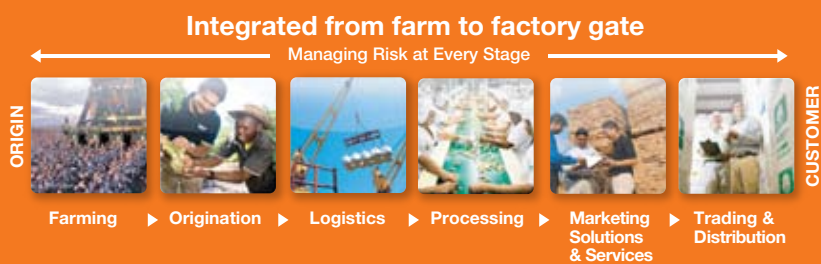 Integrated from farm to factory gate
Managing Risk at Every Stage
ORIGIN
CUSTOMER
Farming
Origination
Logistics
Processing
Marketing
Solutions
& Services
Trading &
Distribution